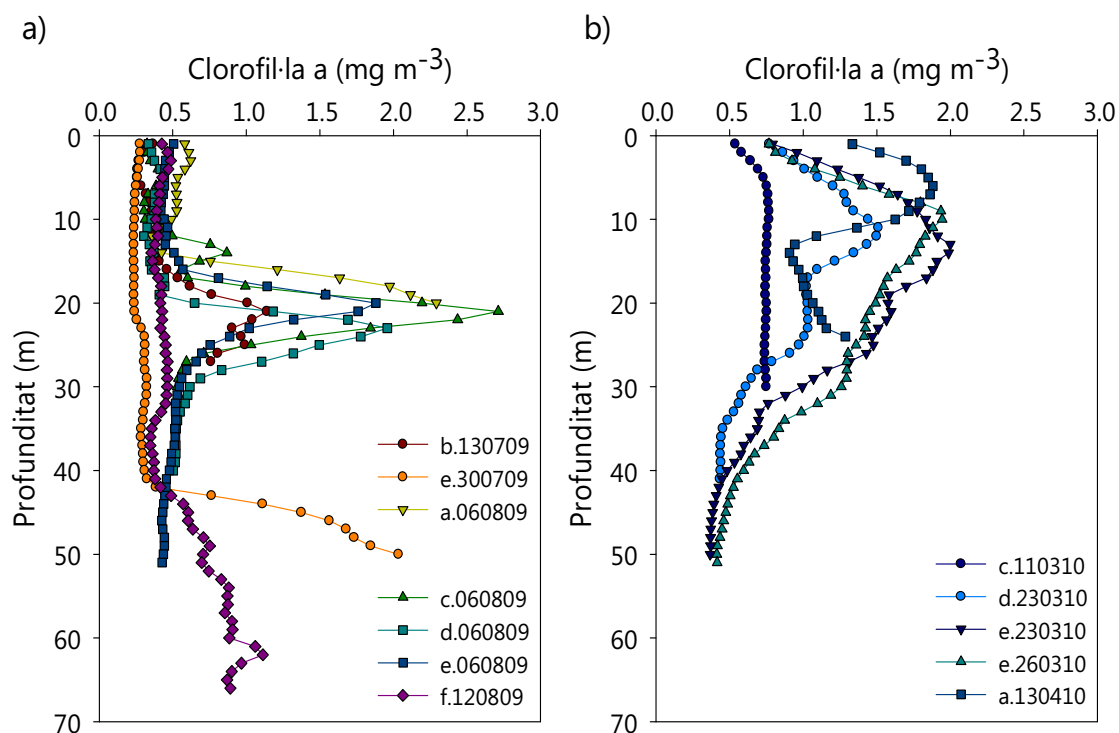 a)
Clorofil·la a (mg m⁻³)
0.0 0.5 1.0 1.5 2.0 2.5 3.0
Profunditat (m)
0
10
20
30
40
50
60
70
b.130709
e.300709
a.060809
c.060809
d.060809
e.060809
f.120809
b)
Clorofil·la a (mg m⁻³)
0.0 0.5 1.0 1.5 2.0 2.5 3.0
Profunditat (m)
0
10
20
30
40
50
60
70
c.110310
d.230310
e.230310
e.260310
a.130410